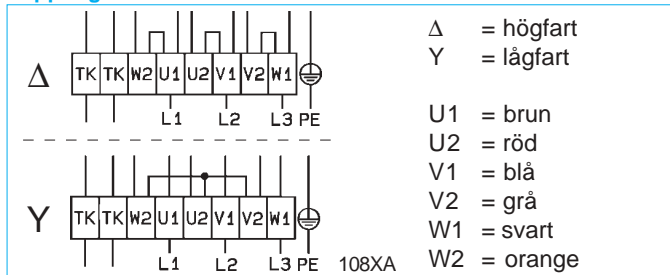 Δ = högfart
Y = lågfart
U1 = brun
U2 = röd
V1 = blå
V2 = grå
W1 = svart
W2 = orange
Δ TK TK W2 U1 U2 V1 V2 W1
L1 L2 L3 PE
Y TK TK W2 U1 U2 V1 V2 W1
L1 L2 L3 PE 108XA